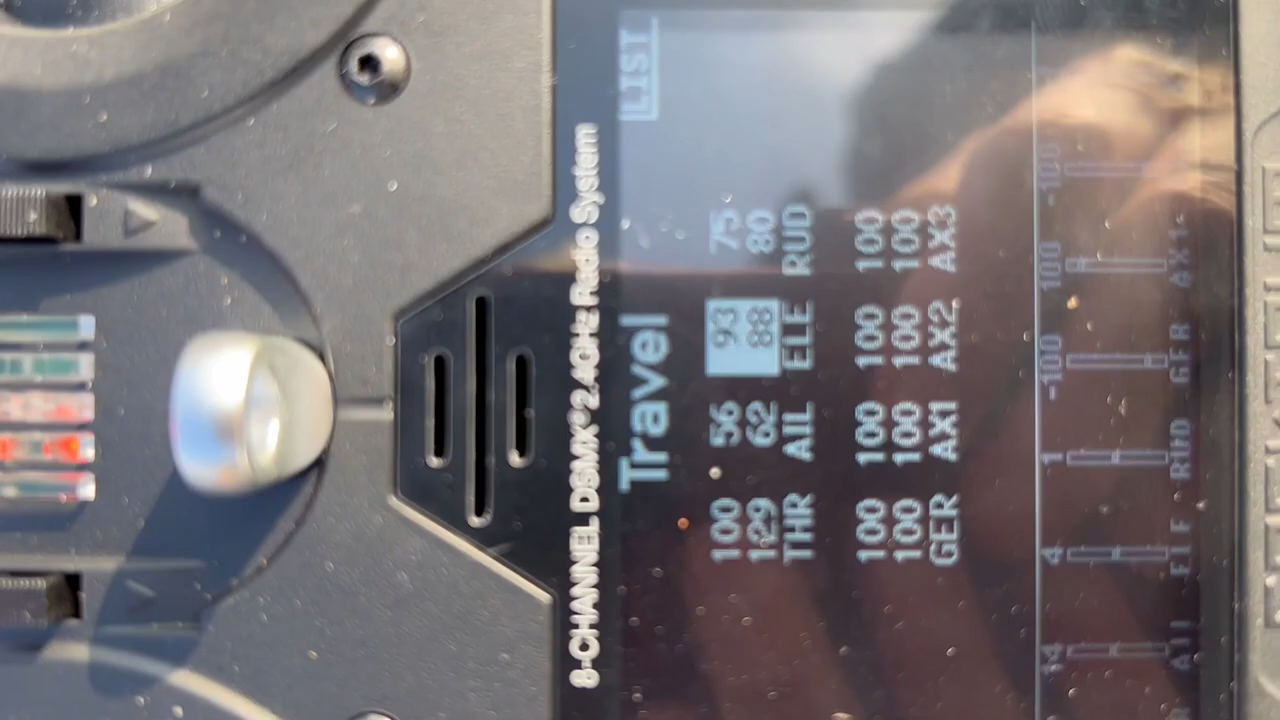 8-CHANNEL DSMX® 2.4GHz Radio System
LIST
Travel
100 56 93 75
129 62 88 80
THR AIL ELE RUD
100 100 100 100
100 100 100 100
GER AX1 AX2 AX3
14 4 1 -100 100 -100
AIL ELE RUD GER AX1